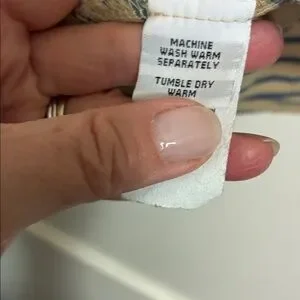 MACHINE
WASH WARM
SEPARATELY
TUMBLE DRY
WARM